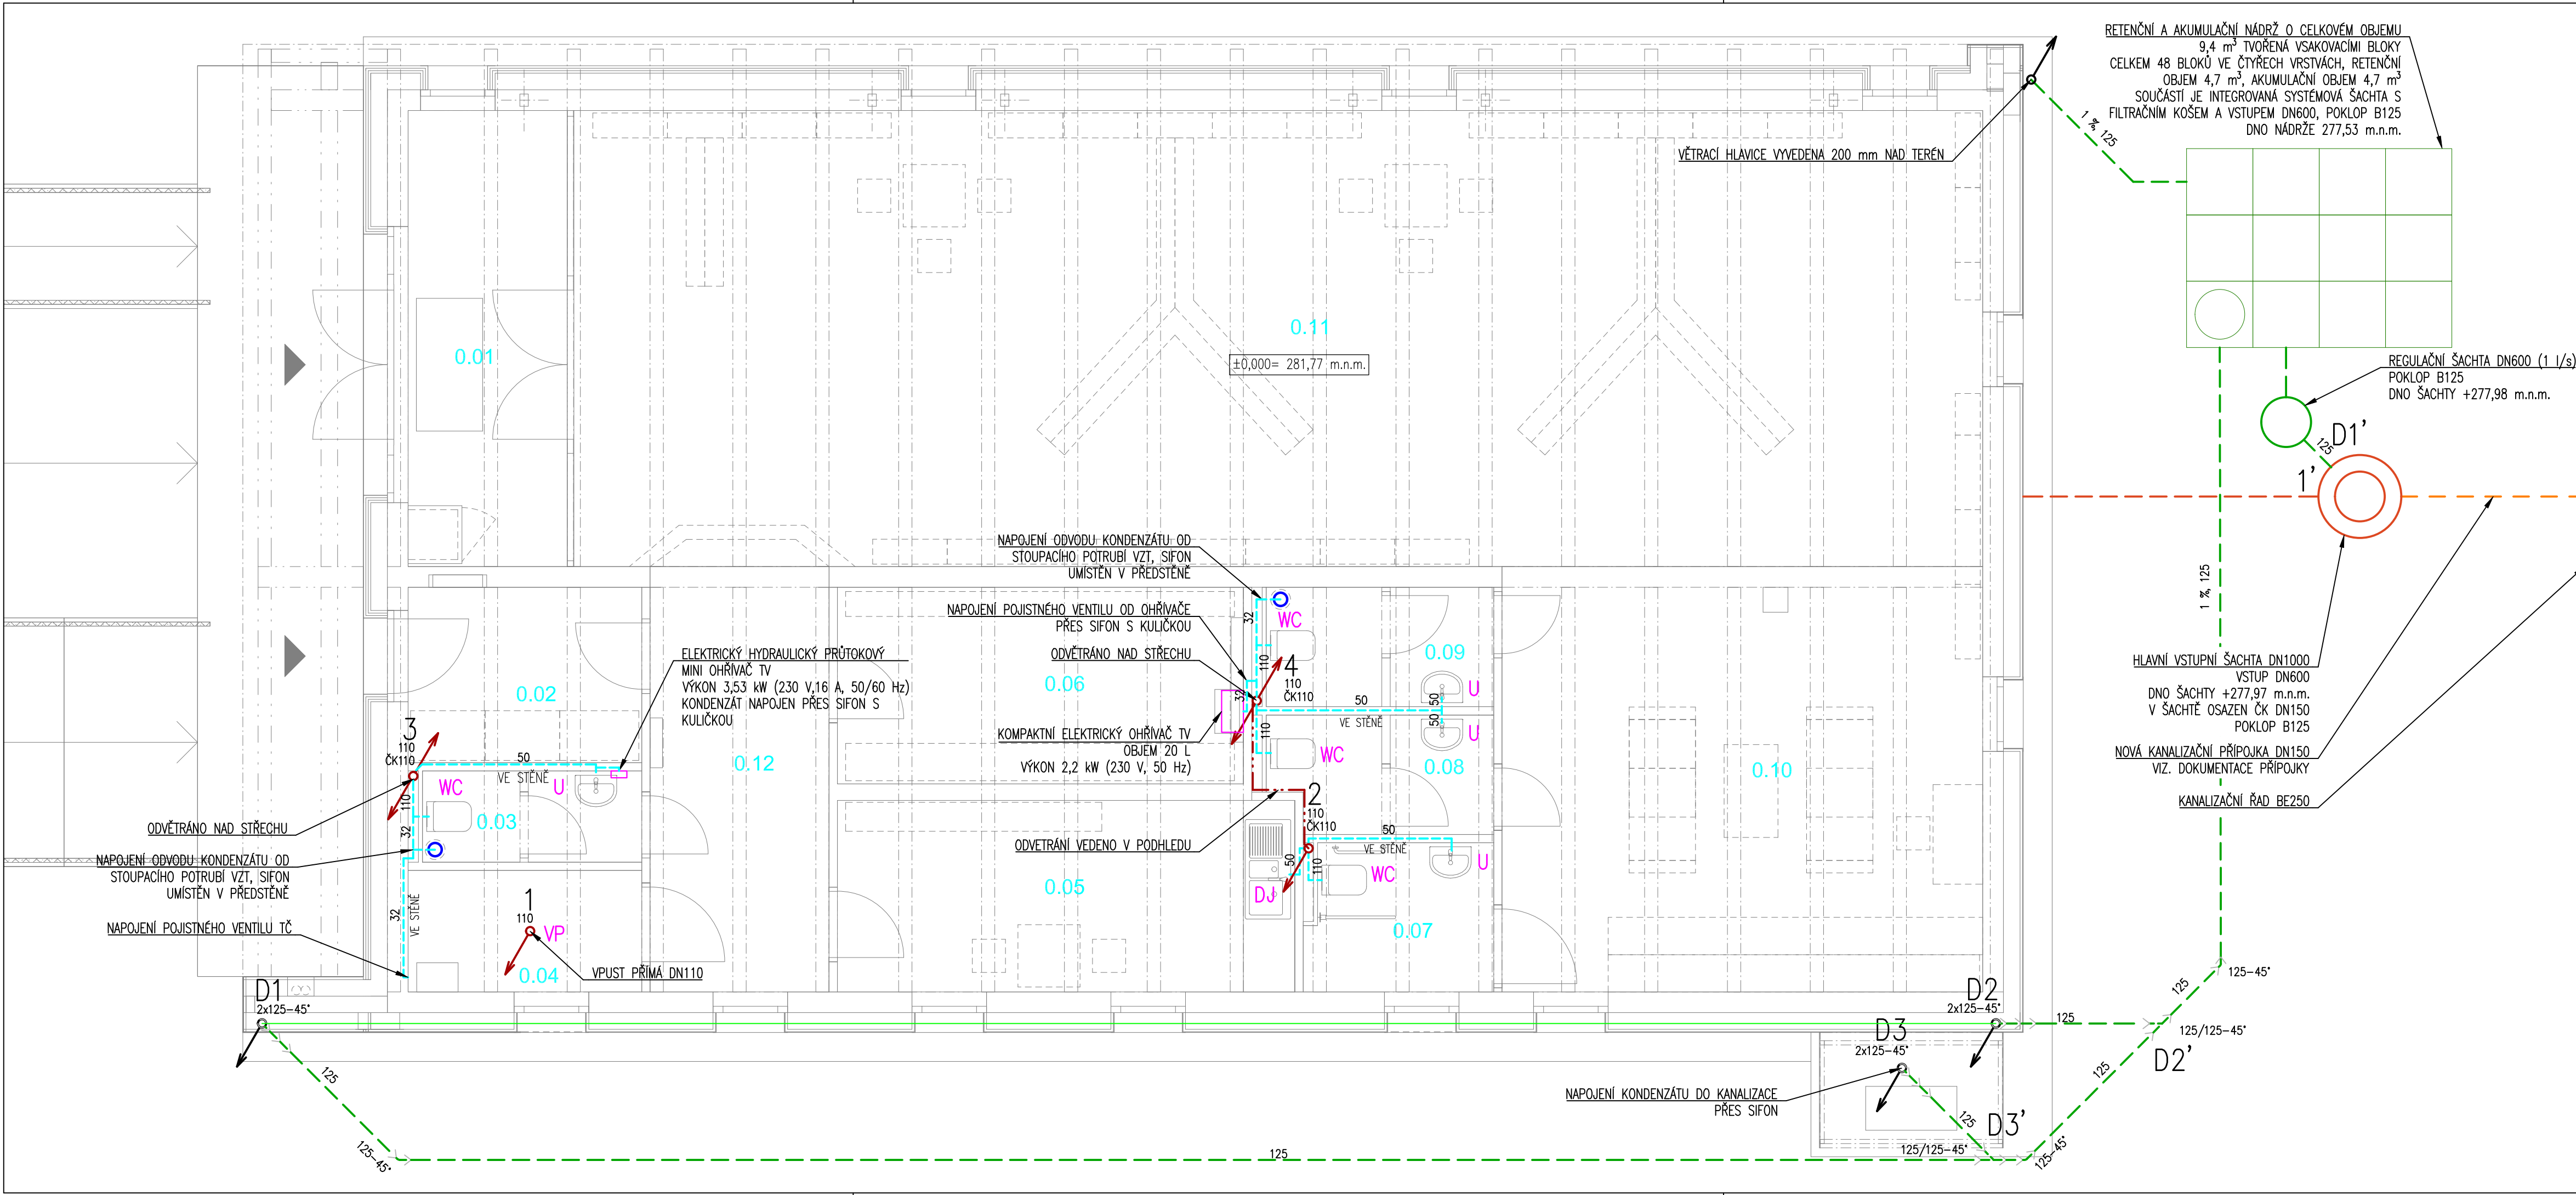 RETENČNÍ A AKUMULAČNÍ NÁDRŽ O CELKOVÉM OBJEMU
9,4 m³ TVOŘENÁ VSAKOVACÍMI BLOKY
CELKEM 48 BLOKŮ VE ČTYŘECH VRSTVÁCH, RETENČNÍ
OBJEM 4,7 m³, AKUMULAČNÍ OBJEM 4,7 m³
SOUČÁSTÍ JE INTEGROVANÁ SYSTÉMOVÁ ŠACHTA S
FILTRAČNÍM KOŠEM A VSTUPEM DN600, POKLOP B125
DNO NÁDRŽE 277,53 m.n.m.
1 %, 125
VĚTRACÍ HLAVICE VYVEDENA 200 mm NAD TERÉN
0.01
0.11
±0,000= 281,77 m.n.m.
REGULAČNÍ ŠACHTA DN600 (1 l/s)
POKLOP B125
DNO ŠACHTY +277,98 m.n.m.
D1'
125
1'
1 %, 125
NAPOJENÍ ODVODU KONDENZÁTU OD
STOUPACÍHO POTRUBÍ VZT, SIFON
UMÍSTĚN V PŘEDSTĚNĚ
NAPOJENÍ POJISTNÉHO VENTILU OD OHŘÍVAČE
PŘES SIFON S KULIČKOU
ODVĚTRÁNO NAD STŘECHU
32
WC
110
4
110
ČK110
32
0.09
U
50
50
VE STĚNĚ
50
U
110
WC
0.08
0.06
KOMPAKTNÍ ELEKTRICKÝ OHŘÍVAČ TV
OBJEM 20 L
VÝKON 2,2 kW (230 V, 50 Hz)
ELEKTRICKÝ HYDRAULICKÝ PRŮTOKOVÝ
MINI OHŘÍVAČ TV
VÝKON 3,53 kW (230 V,16 A, 50/60 Hz)
KONDENZÁT NAPOJEN PŘES SIFON S
KULIČKOU
0.02
0.12
0.10
3
110
ČK110
50
VE STĚNĚ
WC
U
110
0.03
32
ODVĚTRÁNO NAD STŘECHU
NAPOJENÍ ODVODU KONDENZÁTU OD
STOUPACÍHO POTRUBÍ VZT, SIFON
UMÍSTĚN V PŘEDSTĚNĚ
NAPOJENÍ POJISTNÉHO VENTILU TČ
32
VE STĚNĚ
1
110
VP
0.04
VPUST PŘÍMÁ DN110
2
110
ČK110
50
VE STĚNĚ
ODVETRÁNÍ VEDENO V PODHLEDU
50
110
WC
U
DJ
0.05
0.07
HLAVNÍ VSTUPNÍ ŠACHTA DN1000
VSTUP DN600
DNO ŠACHTY +277,97 m.n.m.
V ŠACHTĚ OSAZEN ČK DN150
POKLOP B125
NOVÁ KANALIZAČNÍ PŘÍPOJKA DN150
VIZ. DOKUMENTACE PŘÍPOJKY
KANALIZAČNÍ ŘAD BE250
125-45°
125
D1
2x125-45°
D2
2x125-45°
125
125/125-45°
D2'
D3
2x125-45°
125
NAPOJENÍ KONDENZÁTU DO KANALIZACE
PŘES SIFON
125
D3'
125
125/125-45°
125-45°
125-45°
125